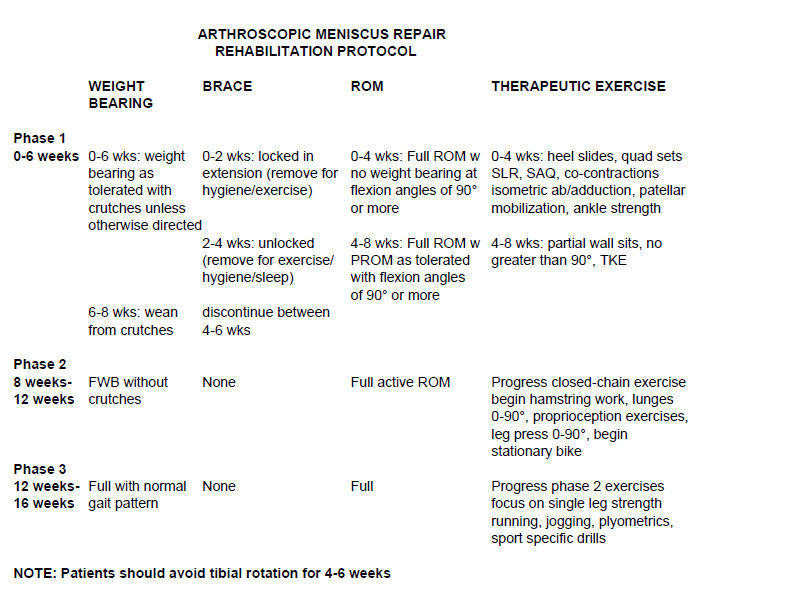 ARTHROSCOPIC MENISCUS REPAIR
REHABILITATION PROTOCOL
WEIGHT BEARING
BRACE
ROM
THERAPEUTIC EXERCISE
Phase 1
0-6 weeks
0-6 wks: weight
bearing as
tolerated with
crutches unless
otherwise directed
0-2 wks: locked in
extension (remove for
hygiene/exercise)
0-4 wks: Full ROM w
no weight bearing at
flexion angles of 90°
or more
0-4 wks: heel slides, quad sets
SLR, SAQ, co-contractions
isometric ab/adduction, patellar
mobilization, ankle strength
2-4 wks: unlocked
(remove for exercise/
hygiene/sleep)
4-8 wks: Full ROM w
PROM as tolerated
with flexion angles
of 90° or more
4-8 wks: partial wall sits, no
greater than 90°, TKE
6-8 wks: wean
from crutches
discontinue between
4-6 wks
Phase 2
8 weeks-
12 weeks
FWB without
crutches
None
Full active ROM
Progress closed-chain exercise
begin hamstring work, lunges
0-90°, proprioception exercises,
leg press 0-90°, begin
stationary bike
Phase 3
12 weeks-
16 weeks
Full with normal
gait pattern
None
Full
Progress phase 2 exercises
focus on single leg strength
running, jogging, plyometrics,
sport specific drills
NOTE: Patients should avoid tibial rotation for 4-6 weeks